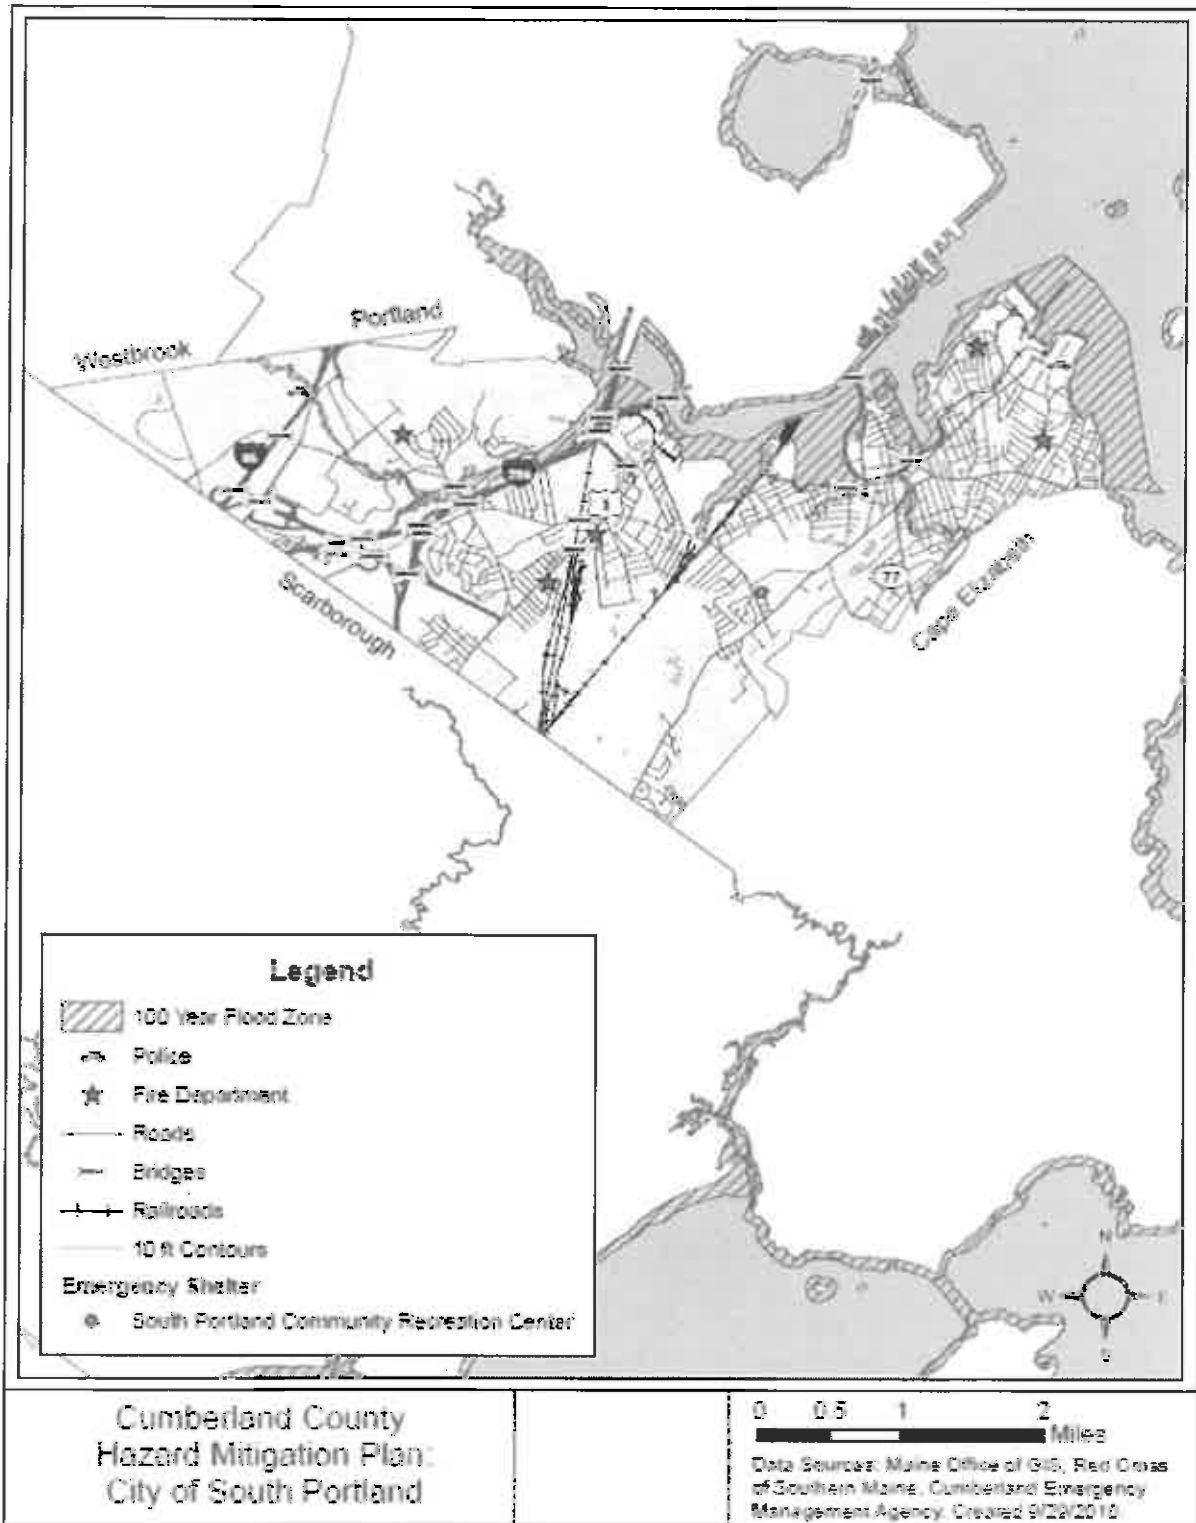 Westbrook
Portland
Scarborough
Cape Elizabeth
1
77
Legend
100 Year Flood Zone
Police
Fire Department
Roads
Bridges
Railroads
10 ft Contours
Emergency Shelter
South Portland Community Recreation Center
N
W E
S
Cumberland County
Hazard Mitigation Plan:
City of South Portland
0 0.5 1 2
Miles
Data Sources: Maine Office of GIS, Red Cross
of Southern Maine, Cumberland Emergency
Management Agency. Created 9/29/2010